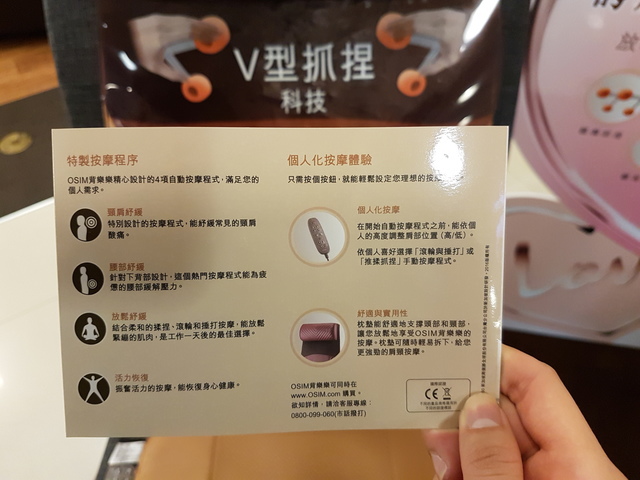 V型抓捏
科技
特製按摩程序
OSIM背樂樂精心設計的4項自動按摩程式，滿足您的
個人需求。
頸肩紓緩
特別設計的按摩程式，能紓緩常見的頸肩
酸痛。
腰部紓緩
針對下背部設計，這個熱門按摩程式能為疲
憊的腰部緩解壓力。
放鬆紓緩
結合柔和的揉捏、滾輪和捶打按摩，能放鬆
緊繃的肌肉，是工作一天後的最佳選擇。
活力恢復
振奮活力的按摩，能恢復身心健康。
個人化按摩體驗
只需按個按鈕，就能輕鬆設定您理想的按
個人化按摩
在開始自動按摩程式之前，能依個
人的高度調整肩部位置（高/低）。
依個人喜好選擇「滾輪與捶打」或
「推揉抓捏」手動按摩程式。
舒適與實用性
枕墊能舒適地支撐頭部和頸部，
讓您放鬆地享受OSIM背樂樂的
按摩。枕墊可隨時輕易拆下，給您
更強勁的肩頸按摩。
OSIM背樂樂可同時在
www.OSIM.com 購買。
欲知詳情，請洽客服專線：
0800-099-060(市話撥打)